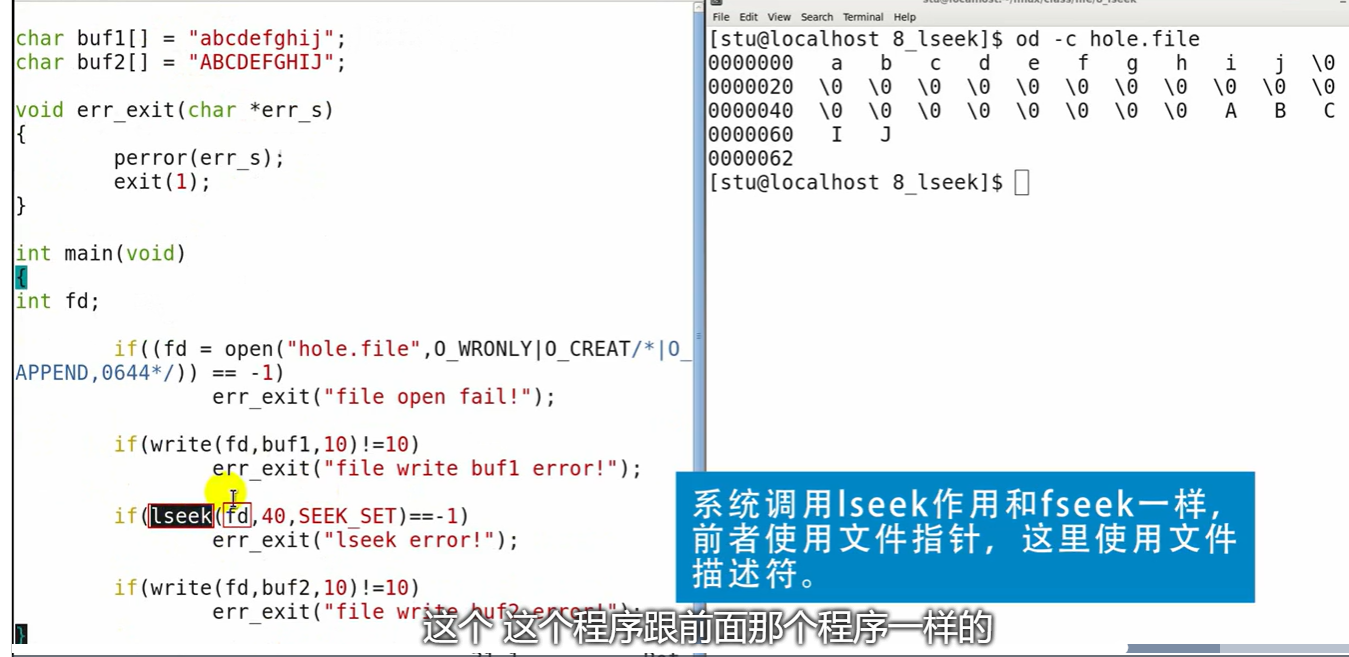 char buf1[] = "abcdefghij";
char buf2[] = "ABCDEFGHIJ";
void err_exit(char *err_s)
{
perror(err_s);
exit(1);
}
int main(void)
{
int fd;
if((fd = open("hole.file",O_WRONLY|O_CREAT/*|O_
APPEND,0644*/)) == -1)
err_exit("file open fail!");
if(write(fd,buf1,10)!=10)
err_exit("file write buf1 error!");
if(lseek(fd,40,SEEK_SET)==-1)
err_exit("lseek error!");
if(write(fd,buf2,10)!=10)
err_exit("file write buf2 error!");
}
File Edit View Search Terminal Help
[stu@localhost 8_lseek]$ od -c hole.file
0000000 a b c d e f g h i j \0
0000020 \0 \0 \0 \0 \0 \0 \0 \0 \0 \0 \0
0000040 \0 \0 \0 \0 \0 \0 \0 \0 A B C
0000060 I J
0000062
[stu@localhost 8_lseek]$
系统调用lseek作用和fseek一样，
前者使用文件指针，这里使用文件
描述符。
这个 这个程序跟前面那个程序一样的